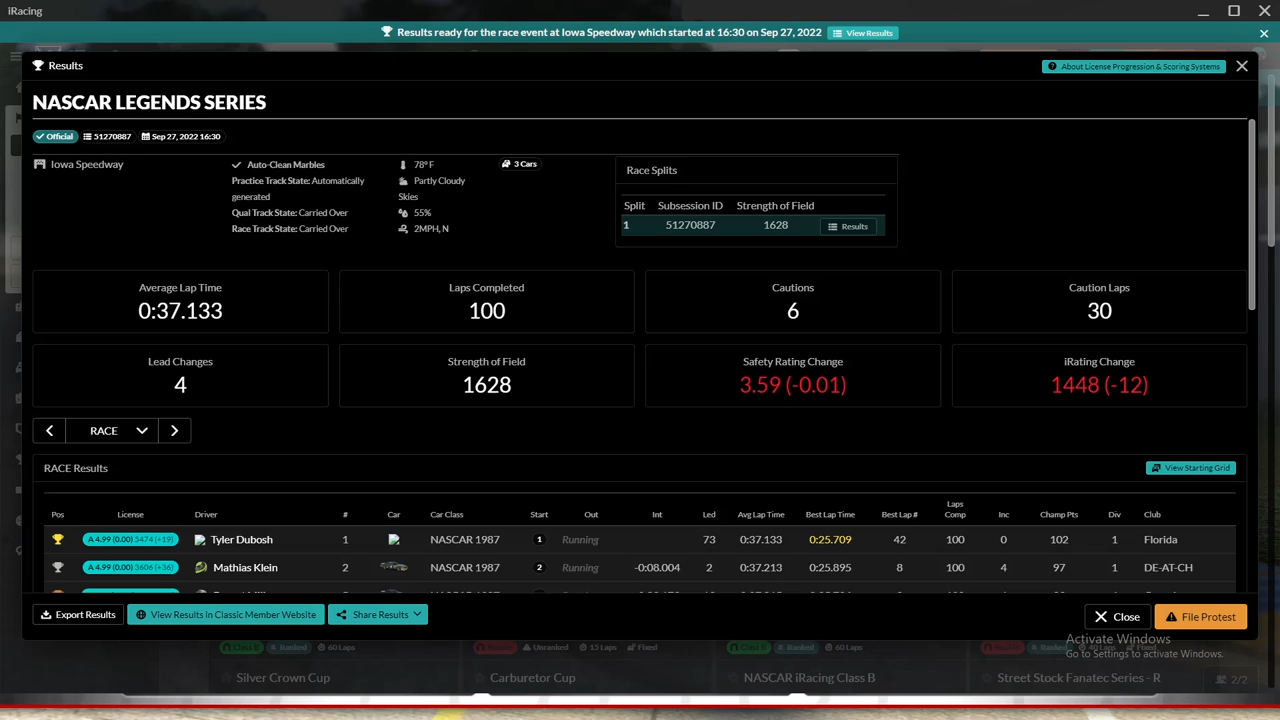 iRacing
Results ready for the race event at Iowa Speedway which started at 16:30 on Sep 27, 2022 View Results
Results
About License Progression & Scoring Systems
NASCAR LEGENDS SERIES
Official 51270887 Sep 27, 2022 16:30
Iowa Speedway
Auto-Clean Marbles
Practice Track State: Automatically
generated
Qual Track State: Carried Over
Race Track State: Carried Over
78° F
Partly Cloudy
Skies
55%
2MPH, N
3 Cars
Race Splits
Split Subsession ID Strength of Field
1 51270887 1628 Results
Average Lap Time
0:37.133
Laps Completed
100
Cautions
6
Caution Laps
30
Lead Changes
4
Strength of Field
1628
Safety Rating Change
3.59 (-0.01)
iRating Change
1448 (-12)
RACE
RACE Results
View Starting Grid
Pos License Driver # Car Car Class Start Out Int Led Avg Lap Time Best Lap Time Best Lap # Laps Comp Inc Champ Pts Div Club
A 4.99 (0.00) 5474 (+19) Tyler Dubosh 1 NASCAR 1987 1 Running 73 0:37.133 0:25.709 42 100 0 102 1 Florida
A 4.99 (0.00) 3606 (+36) Mathias Klein 2 NASCAR 1987 2 Running -0:08.004 2 0:37.213 0:25.895 8 100 4 97 1 DE-AT-CH
Export Results View Results in Classic Member Website Share Results Close File Protest
Activate Windows
Go to Settings to activate Windows.
Class B Ranked 60 Laps
Unranked 15 Laps Fixed
Ranked 60 Laps
Ranked Fixed
Silver Crown Cup
Carburetor Cup
NASCAR iRacing Class B
Street Stock Fanatec Series - R
2/2